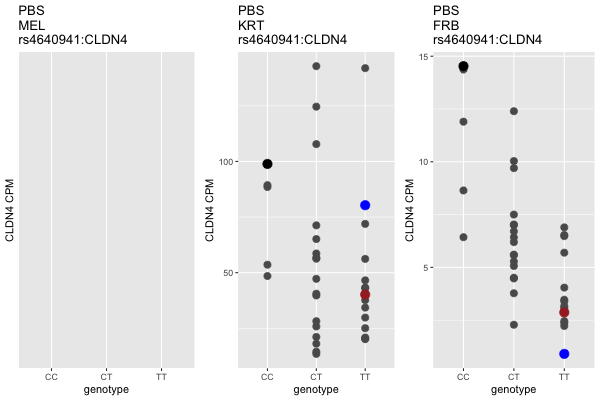 PBS
MEL
rs4640941:CLDN4
CLDN4 CPM
CC CT TT
genotype
PBS
KRT
rs4640941:CLDN4
CLDN4 CPM
100
50
CC CT TT
genotype
PBS
FRB
rs4640941:CLDN4
CLDN4 CPM
15
10
5
CC CT TT
genotype